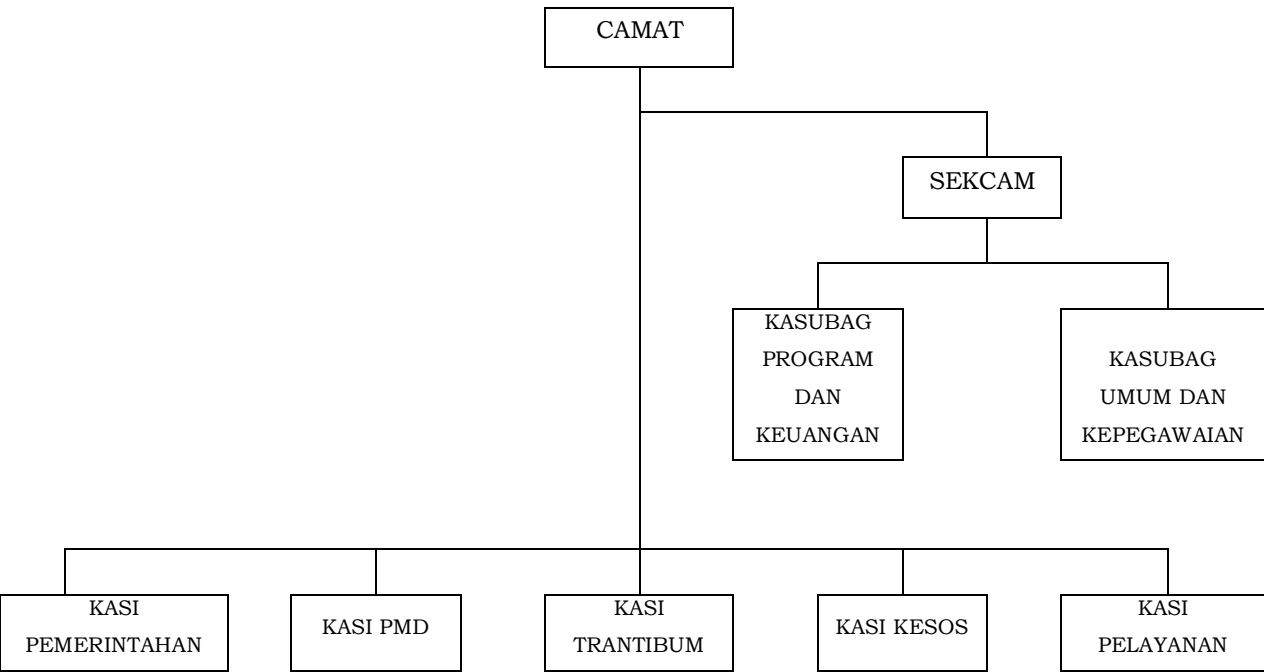 CAMAT
SEKCAM
KASUBAG
PROGRAM
DAN
KEUANGAN
KASUBAG
UMUM DAN
KEPEGAWAIAN
KASI
PEMERINTAHAN
KASI PMD
KASI
TRANTIBUM
KASI KESOS
KASI
PELAYANAN